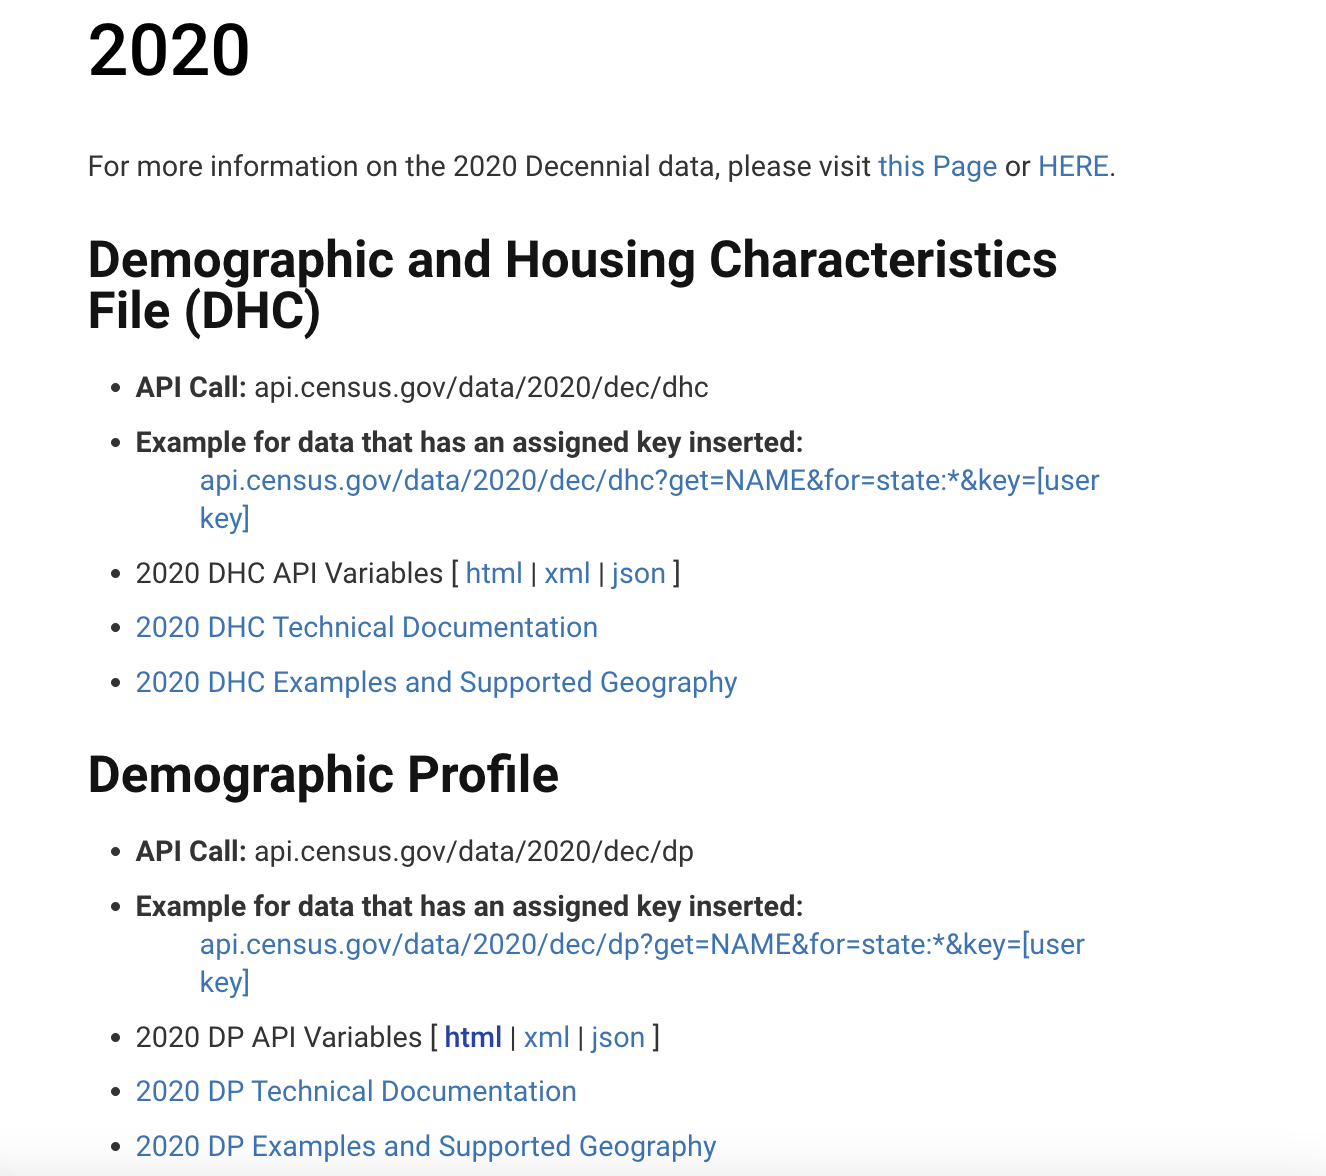 2020
For more information on the 2020 Decennial data, please visit this Page or HERE.
Demographic and Housing Characteristics
File (DHC)
• API Call: api.census.gov/data/2020/dec/dhc
• Example for data that has an assigned key inserted:
api.census.gov/data/2020/dec/dhc?get=NAME&for=state:*&key=[user
key]
• 2020 DHC API Variables [ html | xml | json ]
• 2020 DHC Technical Documentation
• 2020 DHC Examples and Supported Geography
Demographic Profile
• API Call: api.census.gov/data/2020/dec/dp
• Example for data that has an assigned key inserted:
api.census.gov/data/2020/dec/dp?get=NAME&for=state:*&key=[user
key]
• 2020 DP API Variables [ html | xml | json ]
• 2020 DP Technical Documentation
• 2020 DP Examples and Supported Geography